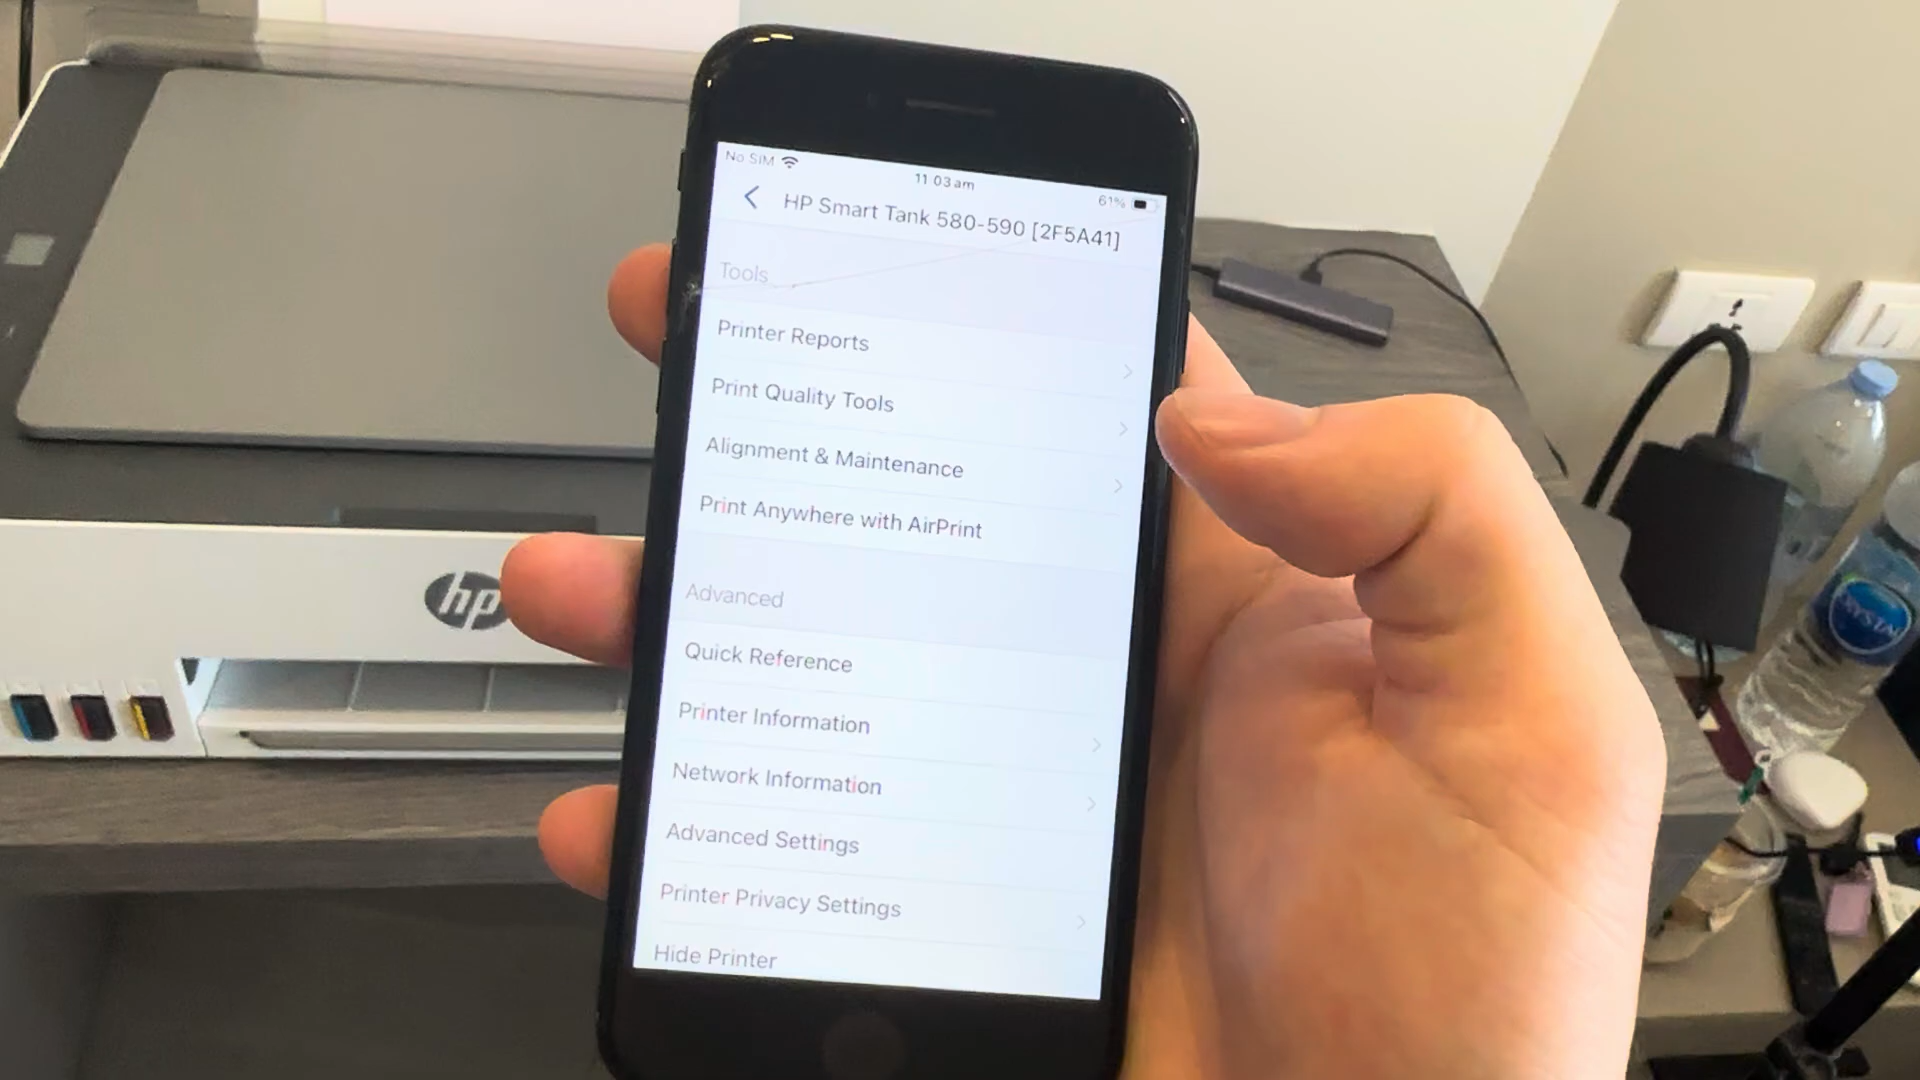 No SIM
11 03 am
61%
HP Smart Tank 580-590 [2F5A41]
Tools
Printer Reports
Print Quality Tools
Alignment & Maintenance
Print Anywhere with AirPrint
Advanced
Quick Reference
Printer Information
Network Information
Advanced Settings
Printer Privacy Settings
Hide Printer
hp